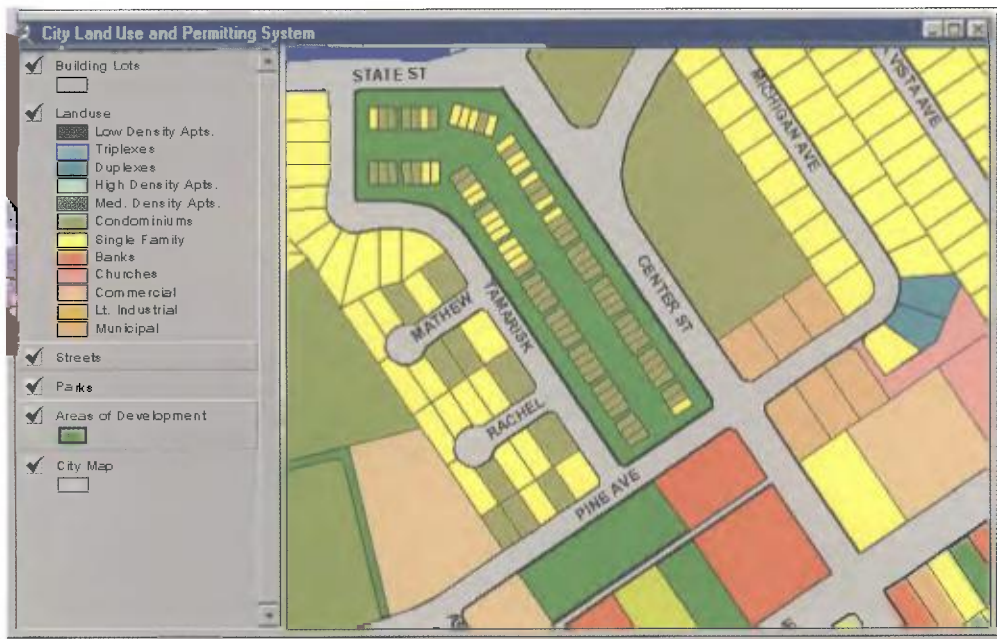 City Land Use and Permitting System
Building Lots
Landuse
Low Density Apts.
Triplexes
Duplexes
High Density Apts.
Med. Density Apts.
Condominiums
Single Family
Banks
Churches
Commercial
Lt. Industrial
Municipal
Streets
Parks
Areas of Development
City Map
STATE ST
MICHIGAN AVE
VISTA AVE
CENTER ST
MATHEW
TAMARISK
RACHEL
PINE AVE